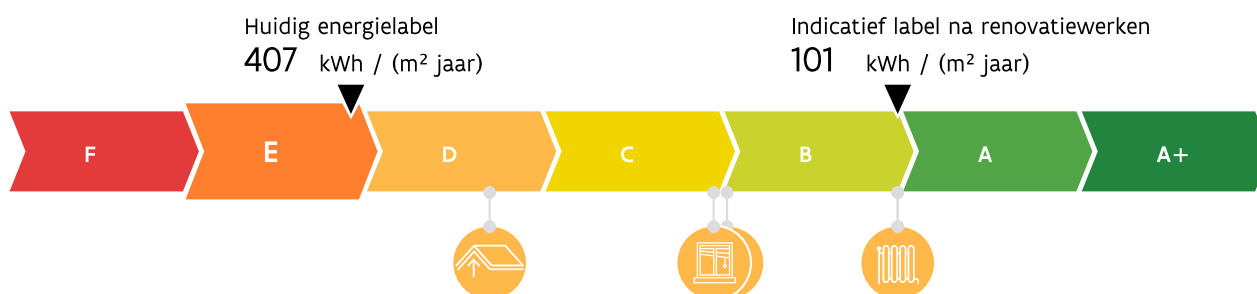 Huidig energielabel
407 kWh / (m² jaar)
Indicatief label na renovatiewerken
101 kWh / (m² jaar)
F E D C B A A+